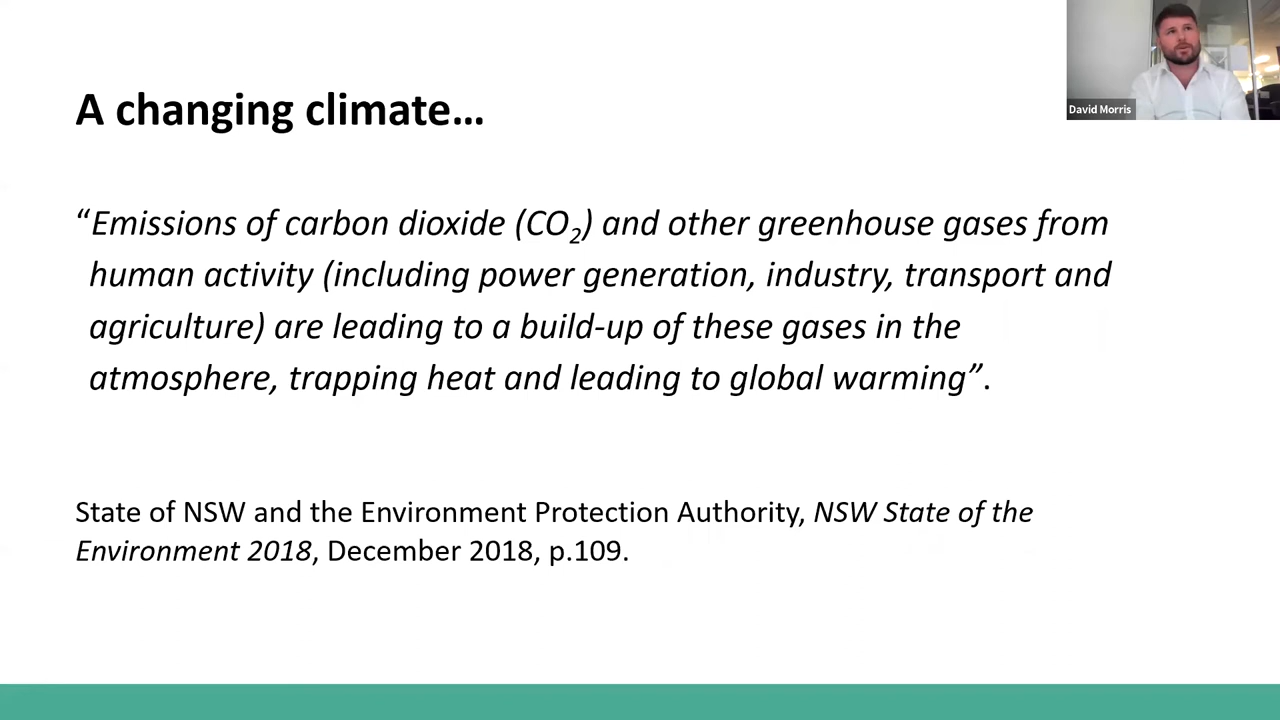 A changing climate…
“Emissions of carbon dioxide (CO₂) and other greenhouse gases from
human activity (including power generation, industry, transport and
agriculture) are leading to a build-up of these gases in the
atmosphere, trapping heat and leading to global warming”.
State of NSW and the Environment Protection Authority, NSW State of the
Environment 2018, December 2018, p.109.
David Morris